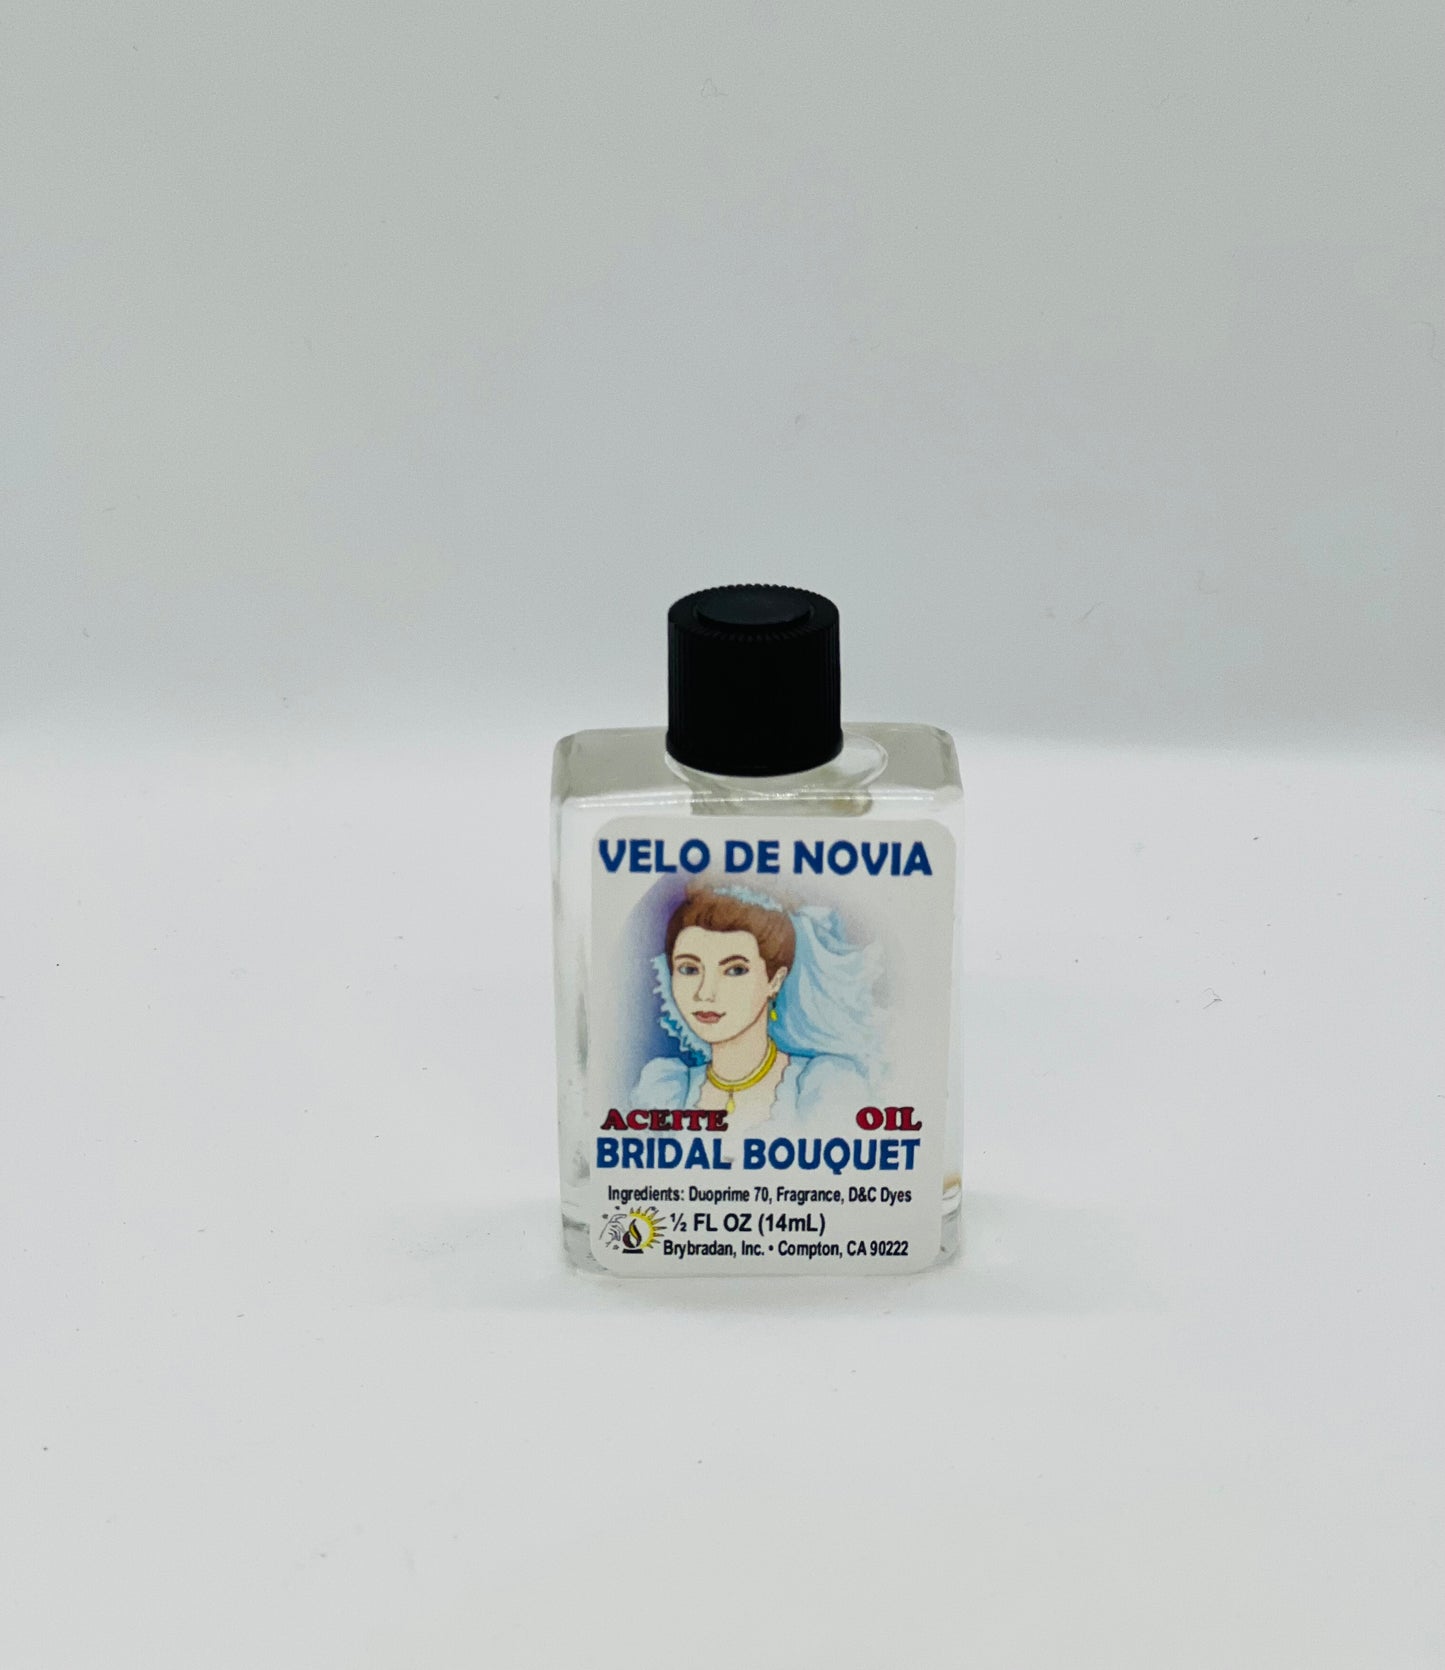 VELO DE NOVIA
ACEITE OIL
BRIDAL BOUQUET
Ingredients: Duoprime 70, Fragrance, D&C Dyes
½ FL OZ (14mL)
Brybradan, Inc. • Compton, CA 90222